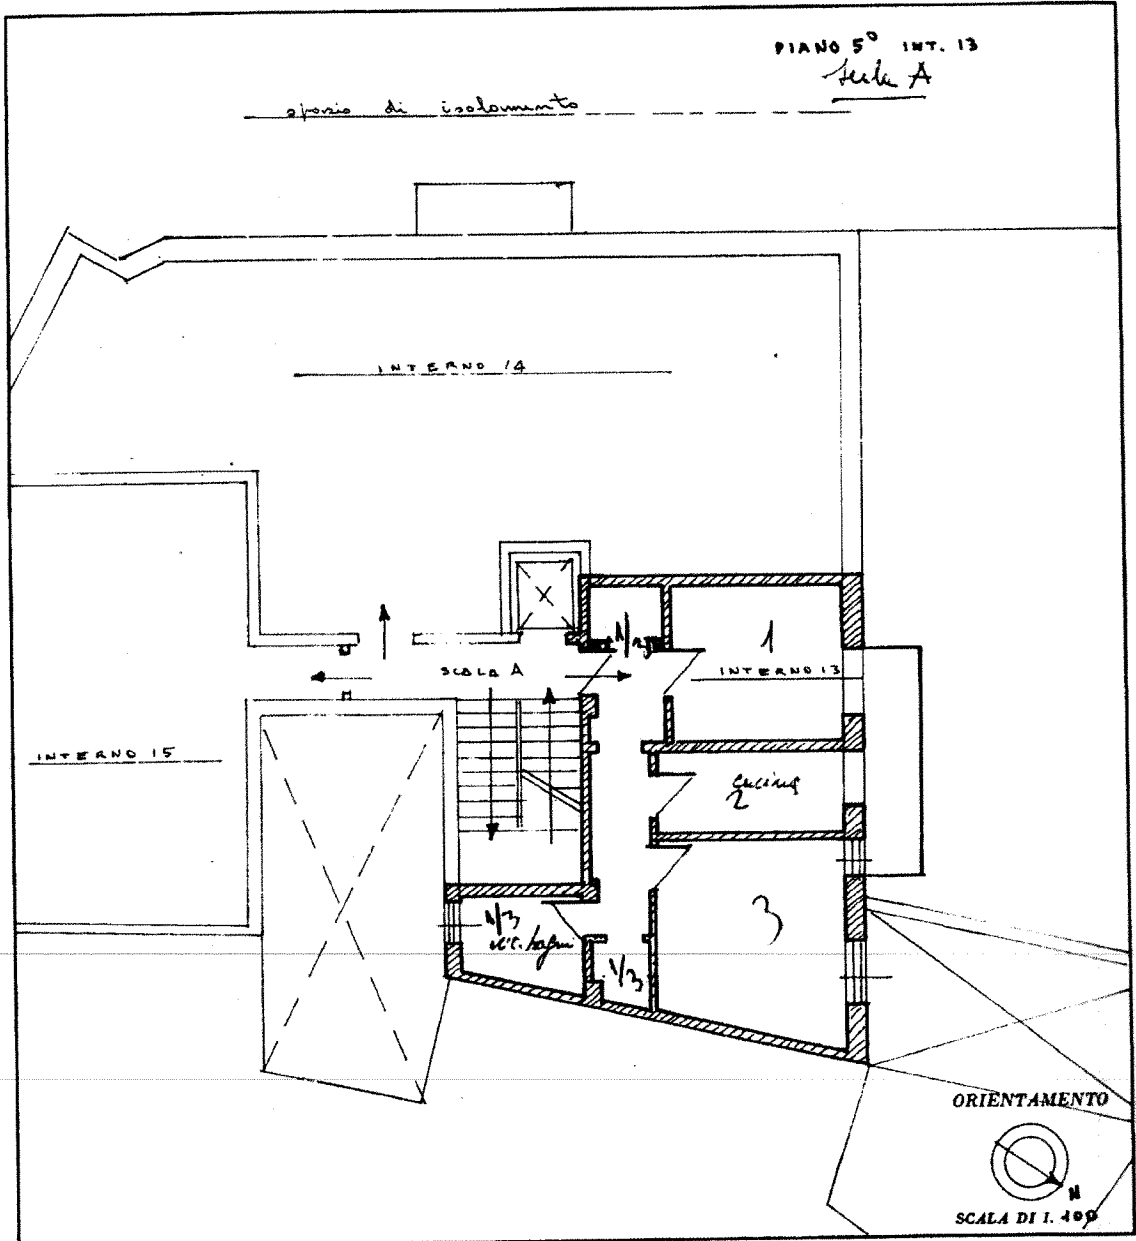 PIANO 5° INT. 13
Scala A
spazio di isolamento
INTERNO 14
1/3
1
SCALA A
INTERNO 13
INTERNO 15
cucina
2
1/3
W.C. bagni
3
1/3
ORIENTAMENTO
N
SCALA DI 1. 100